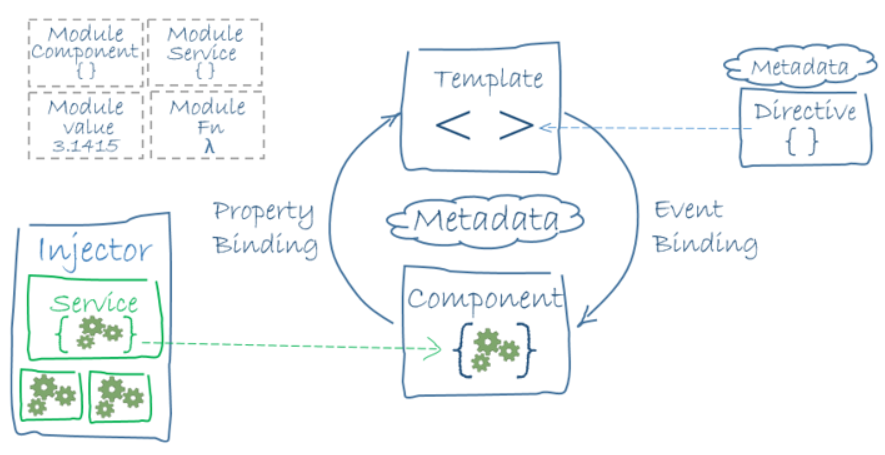 Module
Component
{ }
Module
Service
{ }
Module
value
3.1415
Module
Fn
λ
Template
< >
Metadata
Directive
{ }
Property
Binding
Metadata
Event
Binding
Injector
Service
{ }
Component
{ }